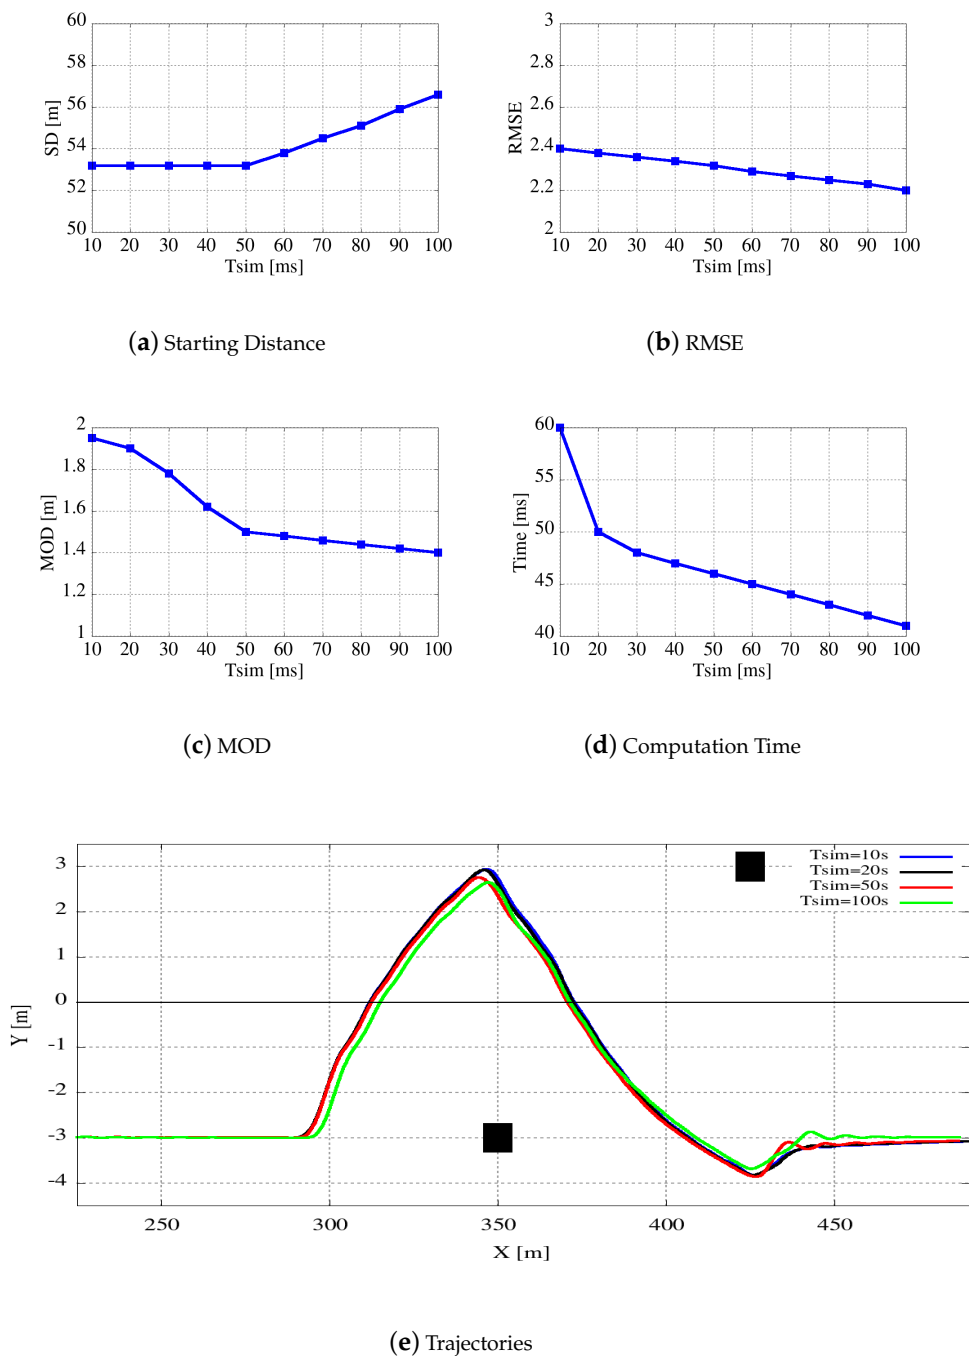 60
58
56
54
52
50
SD [m]
10 20 30 40 50 60 70 80 90 100
Tsim [ms]
(a) Starting Distance
3
2.8
2.6
2.4
2.2
2
RMSE
10 20 30 40 50 60 70 80 90 100
Tsim [ms]
(b) RMSE
2
1.8
1.6
1.4
1.2
1
MOD [m]
10 20 30 40 50 60 70 80 90 100
Tsim [ms]
(c) MOD
60
55
50
45
40
Time [ms]
10 20 30 40 50 60 70 80 90 100
Tsim [ms]
(d) Computation Time
3
2
1
0
-1
-2
-3
-4
Y [m]
Tsim=10s
Tsim=20s
Tsim=50s
Tsim=100s
250 300 350 400 450
X [m]
(e) Trajectories